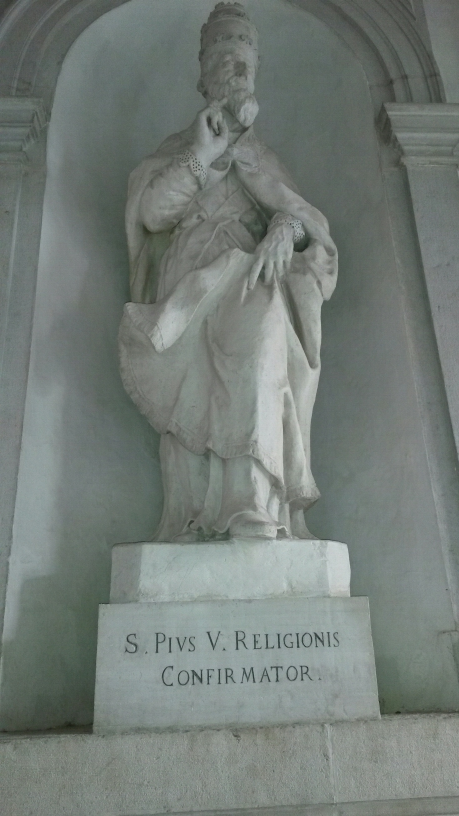 S. PIVS V. RELIGIONIS
CONFIRMATOR.